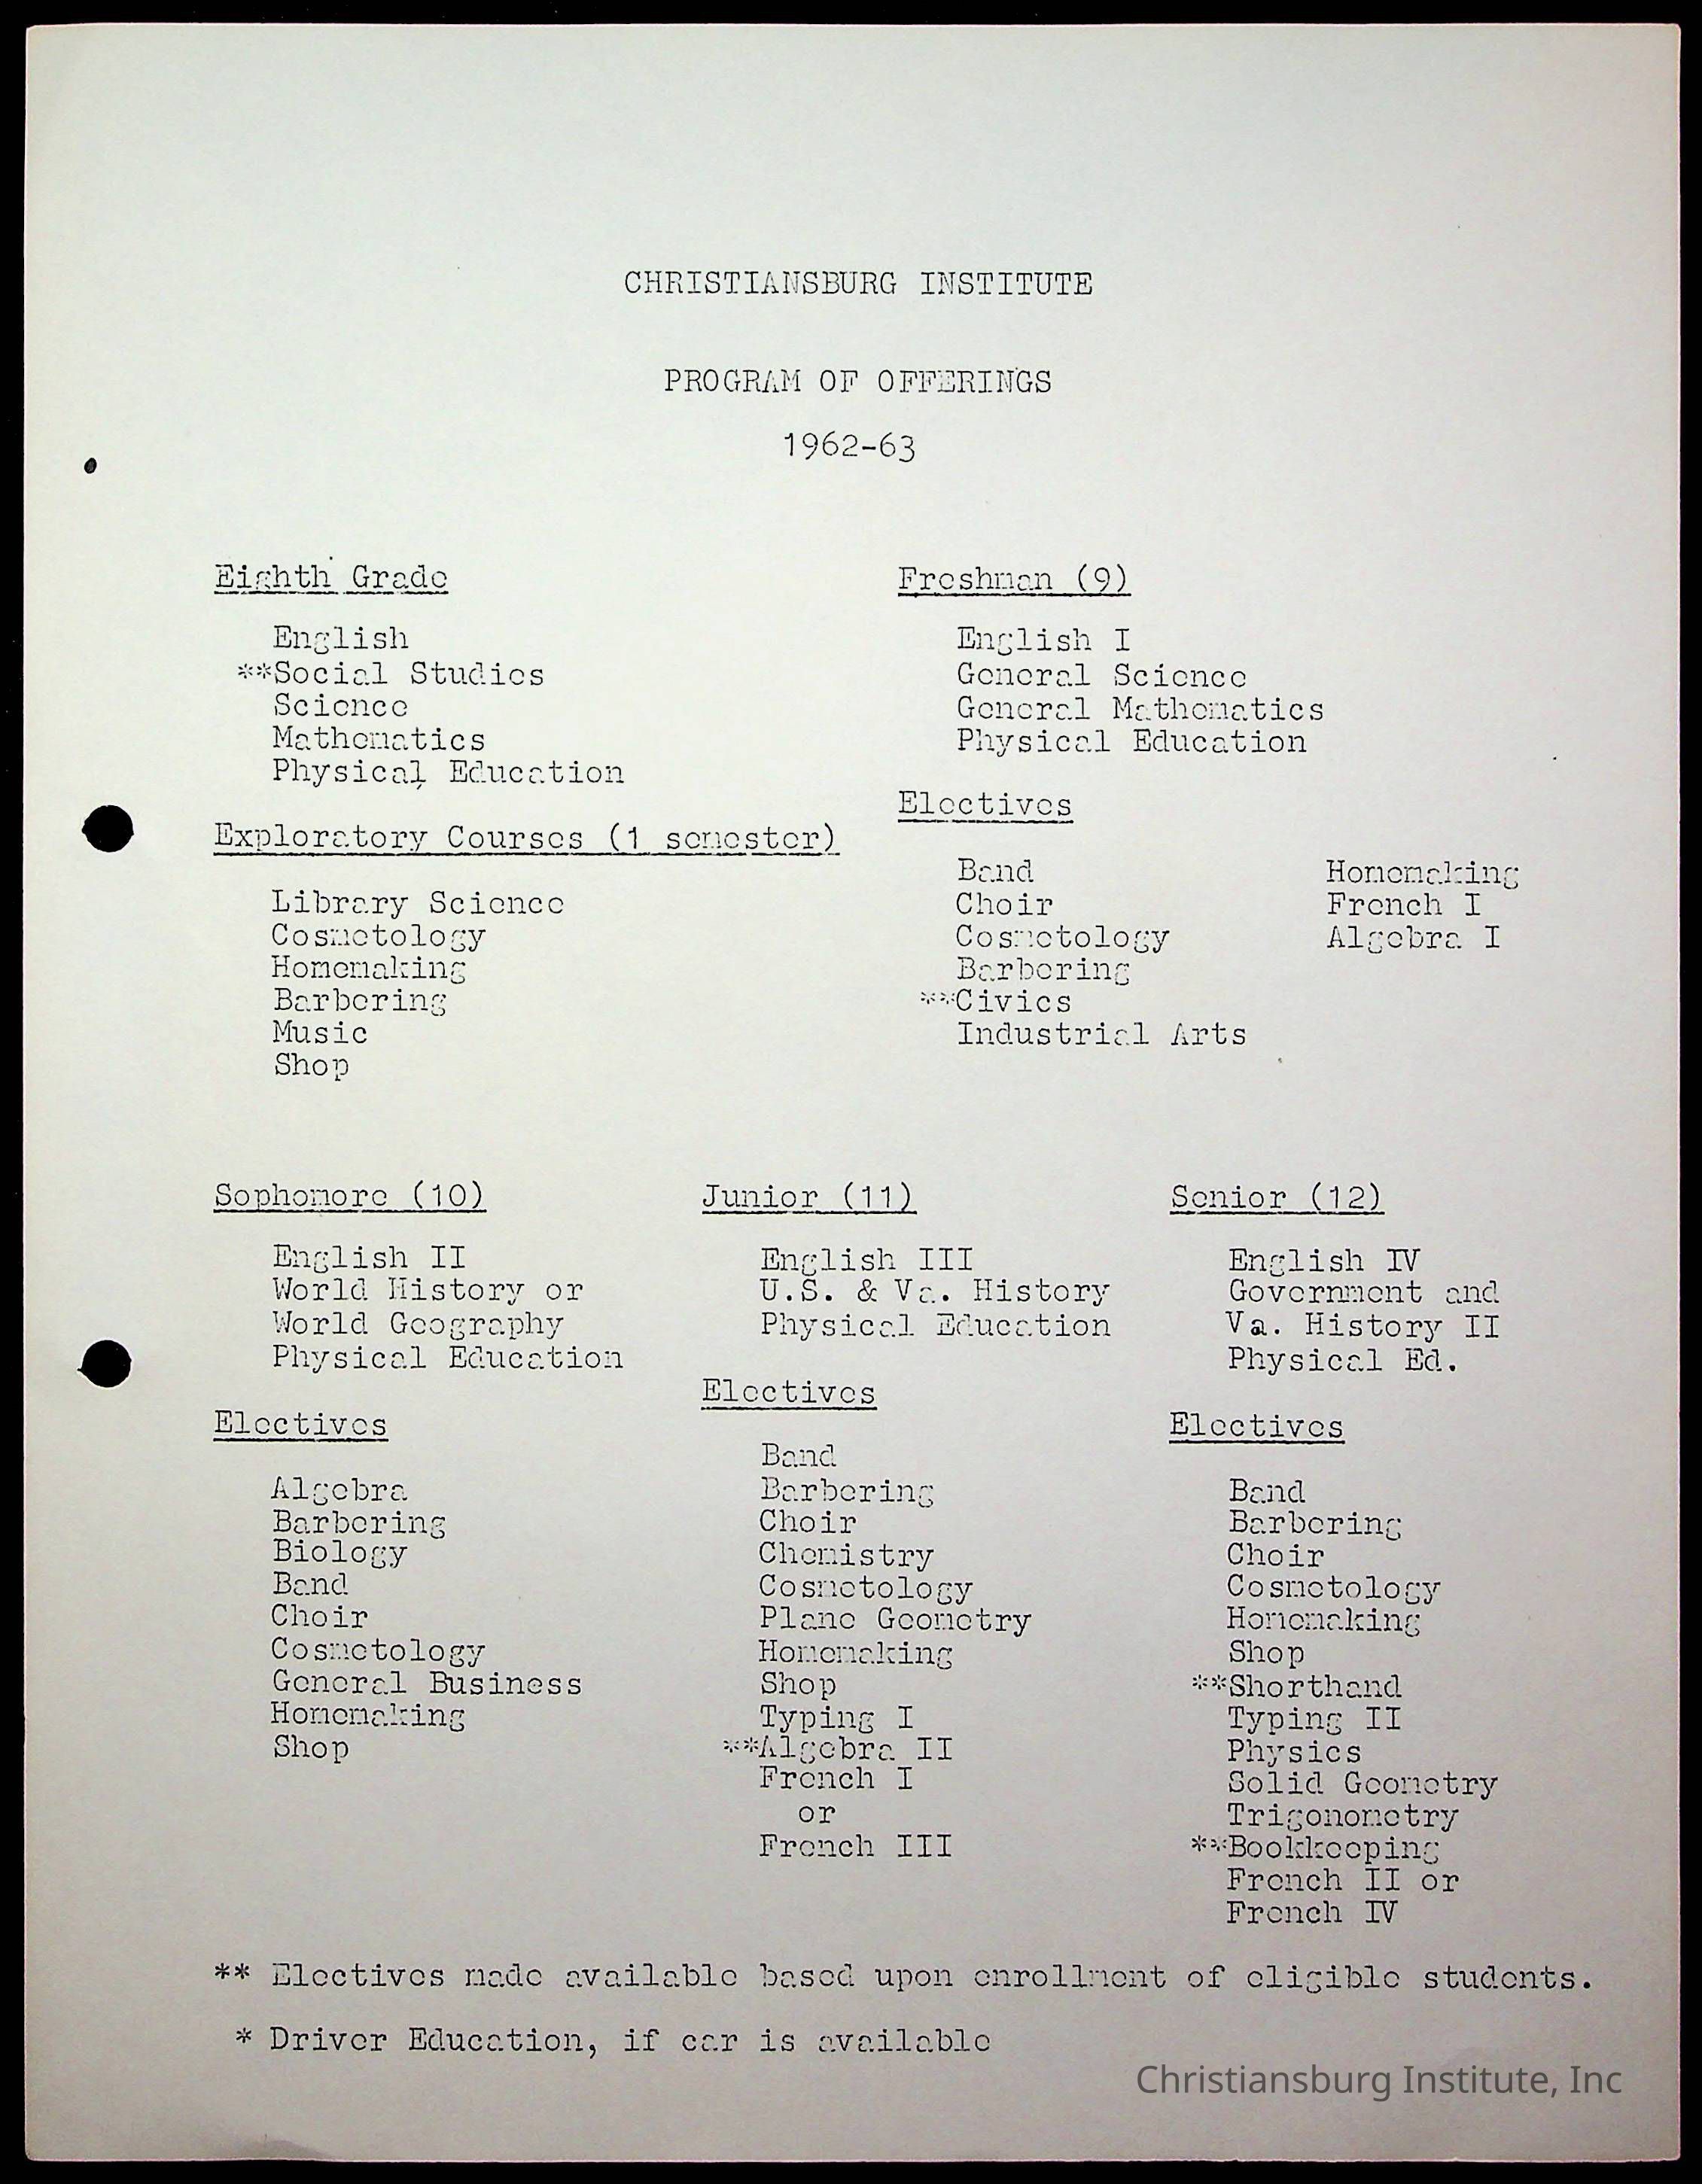 CHRISTIANSBURG INSTITUTE
PROGRAM OF OFFERINGS
1962-63
Eighth Grade
English
**Social Studies
Science
Mathematics
Physical Education
Exploratory Courses (1 semester)
Library Science
Cosmetology
Homemaking
Barbering
Music
Shop
Freshman (9)
English I
General Science
General Mathematics
Physical Education
Electives
Band
Choir
Cosmetology
Barbering
**Civics
Industrial Arts
Homemaking
French I
Algebra I
Sophomore (10)
English II
World History or
World Geography
Physical Education
Electives
Algebra
Barbering
Biology
Band
Choir
Cosmetology
General Business
Homemaking
Shop
Junior (11)
English III
U.S. & Va. History
Physical Education
Electives
Band
Barbering
Choir
Chemistry
Cosmetology
Plane Geometry
Homemaking
Shop
Typing I
**Algebra II
French I
or
French III
Senior (12)
English IV
Government and
Va. History II
Physical Ed.
Electives
Band
Barbering
Choir
Cosmetology
Homemaking
Shop
**Shorthand
Typing II
Physics
Solid Geometry
Trigonometry
**Bookkeeping
French II or
French IV
** Electives made available based upon enrollment of eligible students.
* Driver Education, if car is available
Christiansburg Institute, Inc